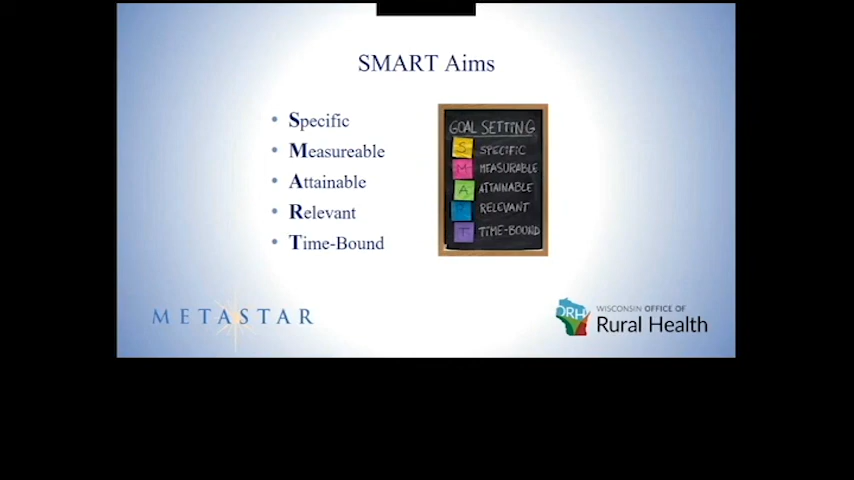 SMART Aims
• Specific
• Measureable
• Attainable
• Relevant
• Time-Bound
GOAL SETTING
S SPECIFIC
M MEASURABLE
A ATTAINABLE
RELEVANT
T TIME-BOUND
METASTAR
ORH
WISCONSIN OFFICE OF
Rural Health